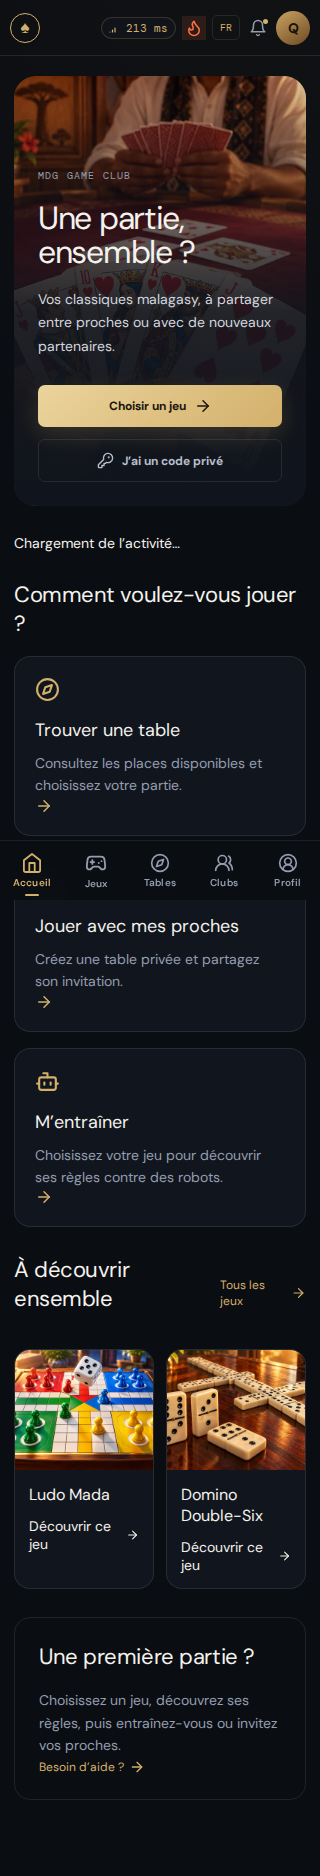 213 ms
FR
Q
MDG GAME CLUB
Une partie,
ensemble ?
Vos classiques malagasy, à partager
entre proches ou avec de nouveaux
partenaires.
Choisir un jeu
J’ai un code privé
Chargement de l’activité…
Comment voulez-vous jouer
?
Trouver une table
Consultez les places disponibles et
choisissez votre partie.
Accueil
Jeux
Tables
Clubs
Profil
Jouer avec mes proches
Créez une table privée et partagez
son invitation.
M’entraîner
Choisissez votre jeu pour découvrir
ses règles contre des robots.
À découvrir
ensemble
Tous les
jeux
Ludo Mada
Découvrir ce
jeu
Domino
Double-Six
Découvrir ce
jeu
Une première partie ?
Choisissez un jeu, découvrez ses
règles, puis entraînez-vous ou invitez
vos proches.
Besoin d’aide ?